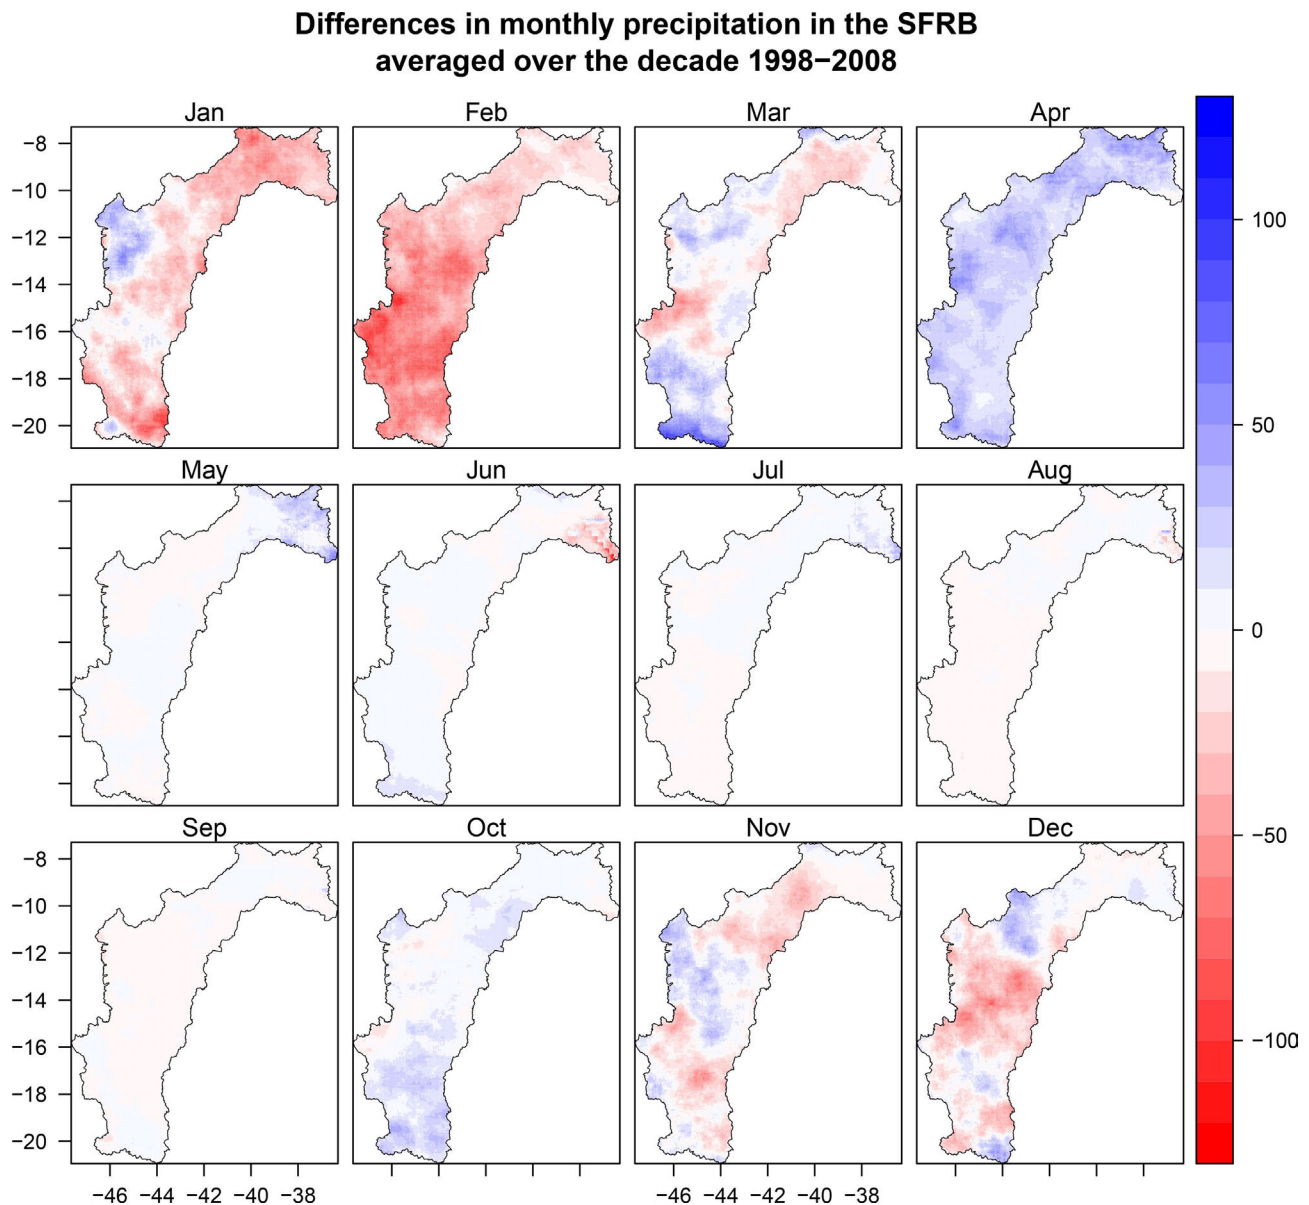 Differences in monthly precipitation in the SFRB
averaged over the decade 1998−2008
Jan Feb Mar Apr
−8
−10
−12
−14
−16
−18
−20
May Jun Jul Aug
Sep Oct Nov Dec
−8
−10
−12
−14
−16
−18
−20
−46 −44 −42 −40 −38
−46 −44 −42 −40 −38
100
50
0
−50
−100